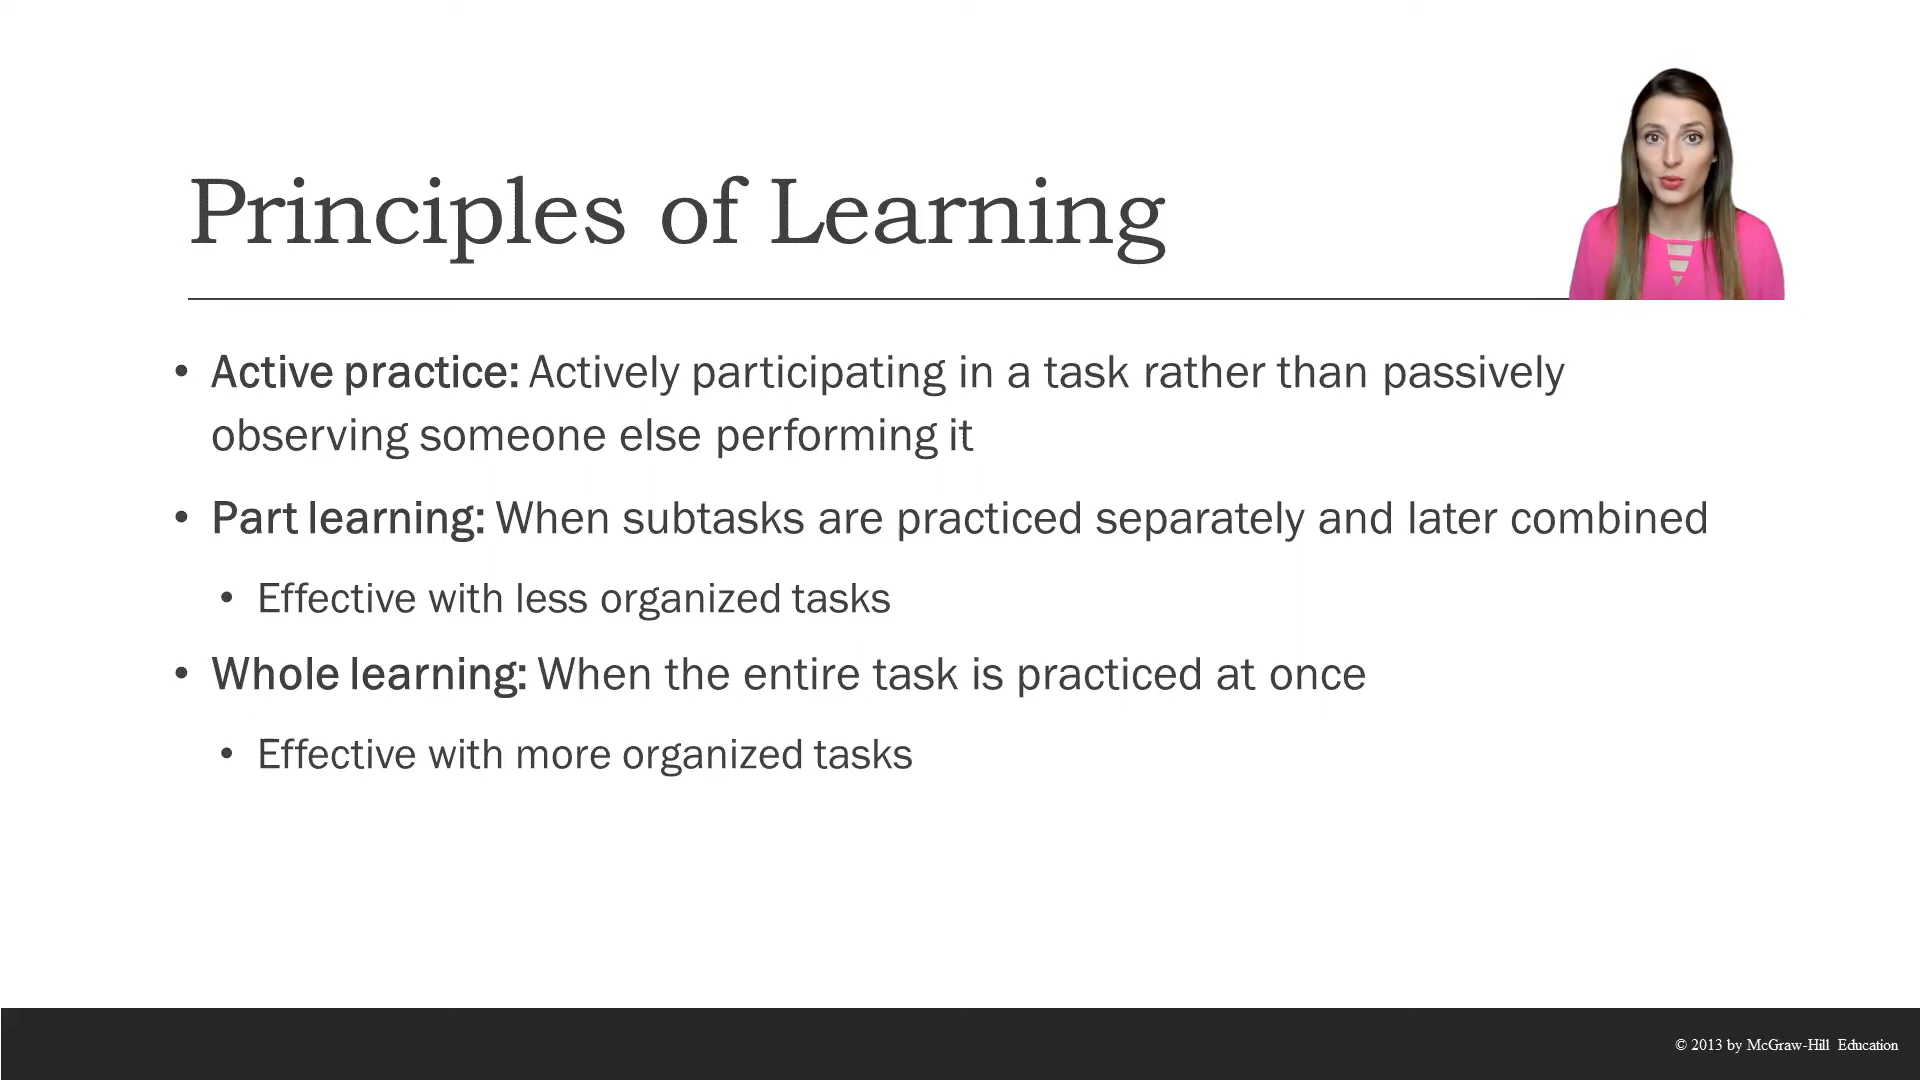 Principles of Learning
• Active practice: Actively participating in a task rather than passively
observing someone else performing it
• Part learning: When subtasks are practiced separately and later combined
• Effective with less organized tasks
• Whole learning: When the entire task is practiced at once
• Effective with more organized tasks
© 2013 by McGraw-Hill Education